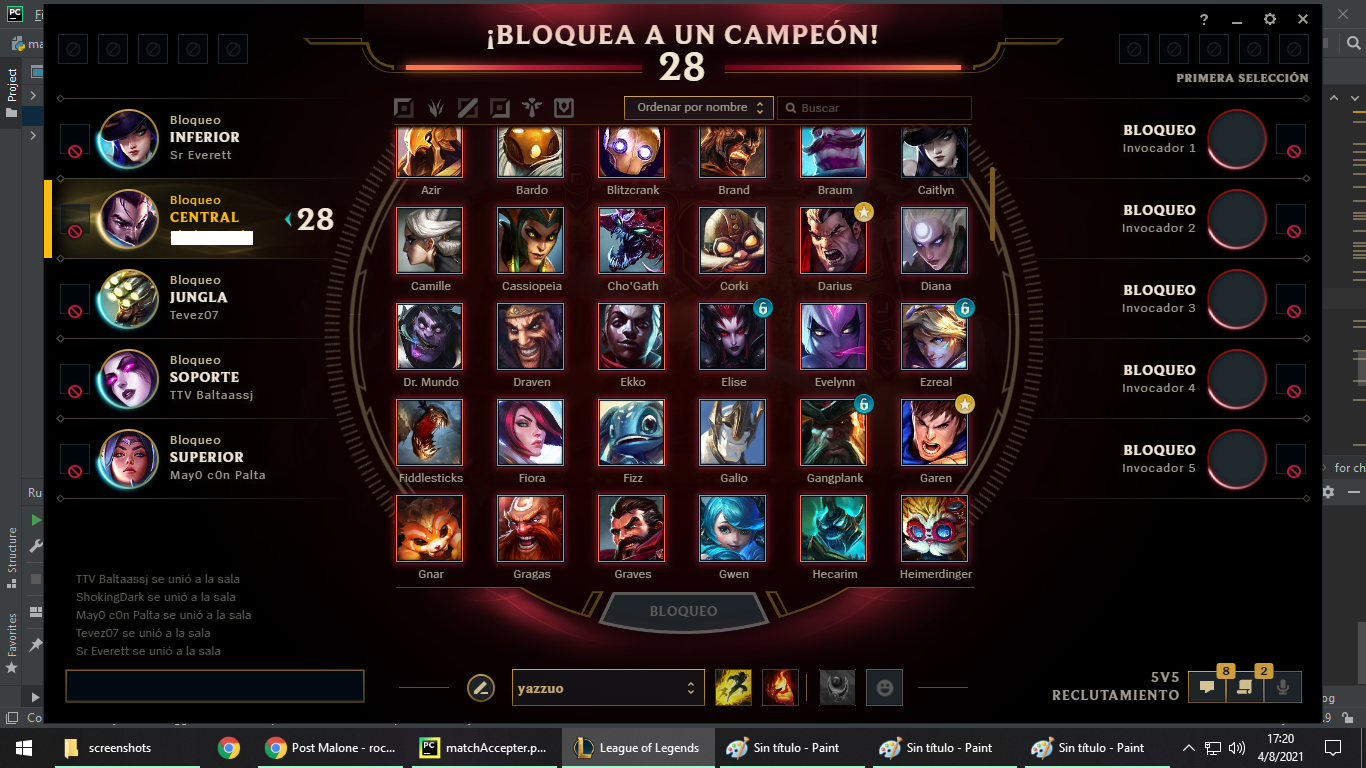 PC
Fi
ma
Project
¡BLOQUEA A UN CAMPEÓN!
28
?
PRIMERA SELECCIÓN
Ordenar por nombre
Buscar
Bloqueo
INFERIOR
Sr Everett
Bloqueo
CENTRAL
28
Bloqueo
JUNGLA
Tevez07
Bloqueo
SOPORTE
TTV Baltaassj
Bloqueo
SUPERIOR
May0 c0n Palta
Azir
Bardo
Blitzcrank
Brand
Braum
Caitlyn
Camille
Cassiopeia
Cho'Gath
Corki
Darius
Diana
Dr. Mundo
Draven
Ekko
Elise
Evelynn
Ezreal
Fiddlesticks
Fiora
Fizz
Galio
Gangplank
Garen
Gnar
Gragas
Graves
Gwen
Hecarim
Heimerdinger
BLOQUEO
BLOQUEO
Invocador 1
BLOQUEO
Invocador 2
BLOQUEO
Invocador 3
BLOQUEO
Invocador 4
BLOQUEO
Invocador 5
for ch
Ru
Structure
Favorites
TTV Baltaassj se unió a la sala
ShokingDark se unió a la sala
May0 c0n Palta se unió a la sala
Tevez07 se unió a la sala
Sr Everett se unió a la sala
yazzuo
5V5
RECLUTAMIENTO
8
2
og
Co
screenshots
Post Malone - roc...
matchAccepter.p...
League of Legends
Sin título - Paint
Sin título - Paint
Sin título - Paint
17:20
4/8/2021